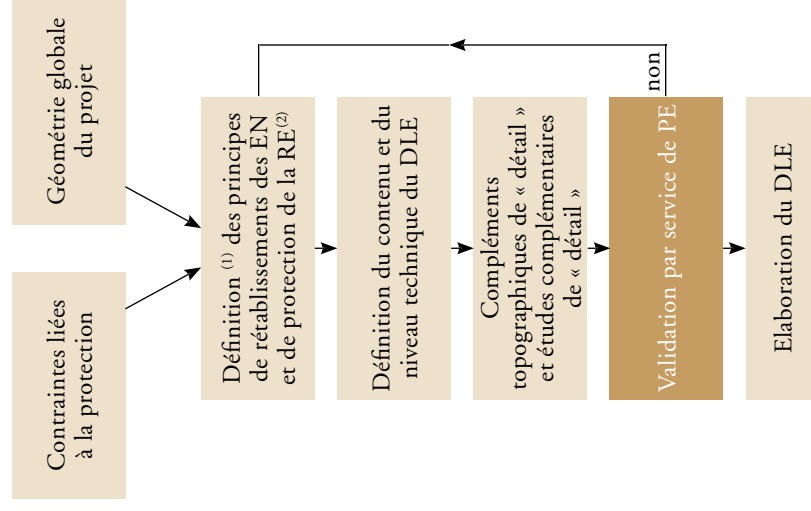 Géométrie globale
du projet
Contraintes liées
à la protection
Définition (1) des principes
de rétablissements des EN
et de protection de la RE(2)
Définition du contenu et du
niveau technique du DLE
Compléments
topographiques de « détail »
et études complémentaires
de « détail »
Validation par service de PE
non
Elaboration du DLE